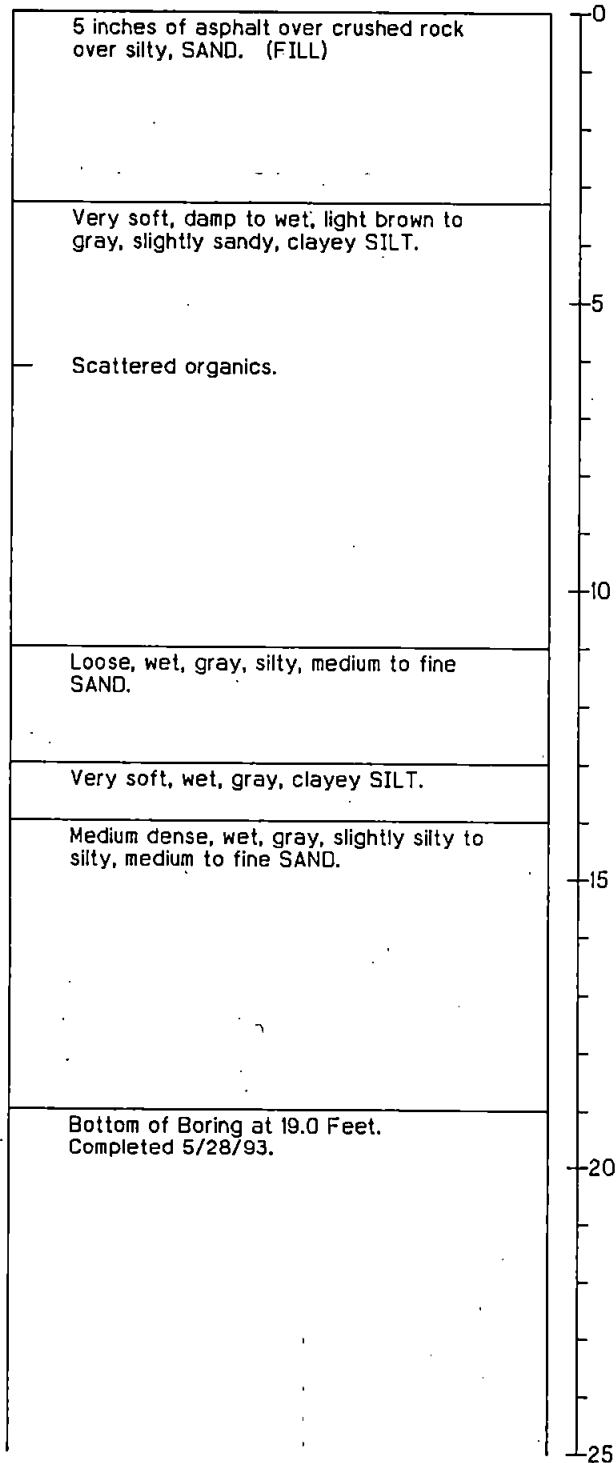 0
5 inches of asphalt over crushed rock
over silty, SAND. (FILL)
Very soft, damp to wet, light brown to
gray, slightly sandy, clayey SILT.
5
Scattered organics.
10
Loose, wet, gray, silty, medium to fine
SAND.
Very soft, wet, gray, clayey SILT.
Medium dense, wet, gray, slightly silty to
silty, medium to fine SAND.
15
Bottom of Boring at 19.0 Feet.
Completed 5/28/93.
20
25